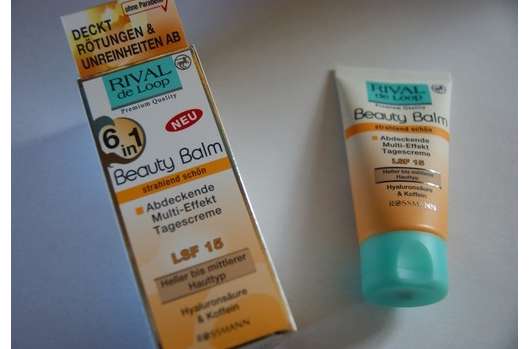 ohne Parabene
DECKT
RÖTUNGEN &
UNREINHEITEN AB
RIVAL
de Loop
Premium Quality
6 in 1
NEU
Beauty Balm
strahlend schön
Abdeckende
Multi-Effekt
Tagescreme
LSF 15
Heller bis mittlerer
Hauttyp
Hyaluronsäure
& Koffein
ROSSMANN
RIVAL
de Loop
Premium Quality
Beauty Balm
strahlend schön
Abdeckende
Multi-Effekt
Tagescreme
LSF 15
Heller bis mittlerer
Hauttyp
Hyaluronsäure
& Koffein
ROSSMANN